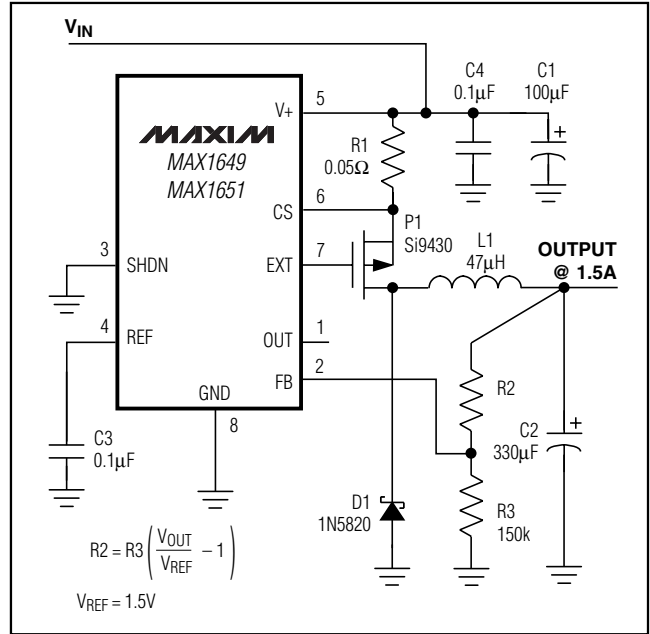 VIN
MAXIM
MAX1649
MAX1651
V+
5
R1
0.05Ω
C4
0.1µF
C1
100µF
+
CS
6
P1
Si9430
EXT
7
L1
47µH
OUTPUT
@ 1.5A
3
SHDN
4
REF
OUT
1
FB
2
GND
8
C3
0.1µF
R2
C2
330µF
+
D1
1N5820
R3
150k
R2 = R3 ( VOUT / VREF – 1 )
VREF = 1.5V